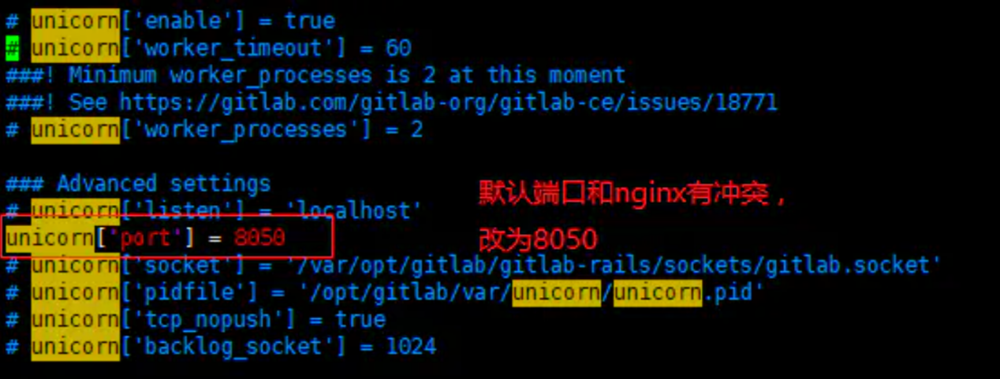 # unicorn['enable'] = true
# unicorn['worker_timeout'] = 60
###! Minimum worker_processes is 2 at this moment
###! See https://gitlab.com/gitlab-org/gitlab-ce/issues/18771
# unicorn['worker_processes'] = 2
### Advanced settings
# unicorn['listen'] = 'localhost'
默认端口和nginx有冲突，
unicorn['port'] = 8050
改为8050
# unicorn['socket'] = '/var/opt/gitlab/gitlab-rails/sockets/gitlab.socket'
# unicorn['pidfile'] = '/opt/gitlab/var/unicorn/unicorn.pid'
# unicorn['tcp_nopush'] = true
# unicorn['backlog_socket'] = 1024